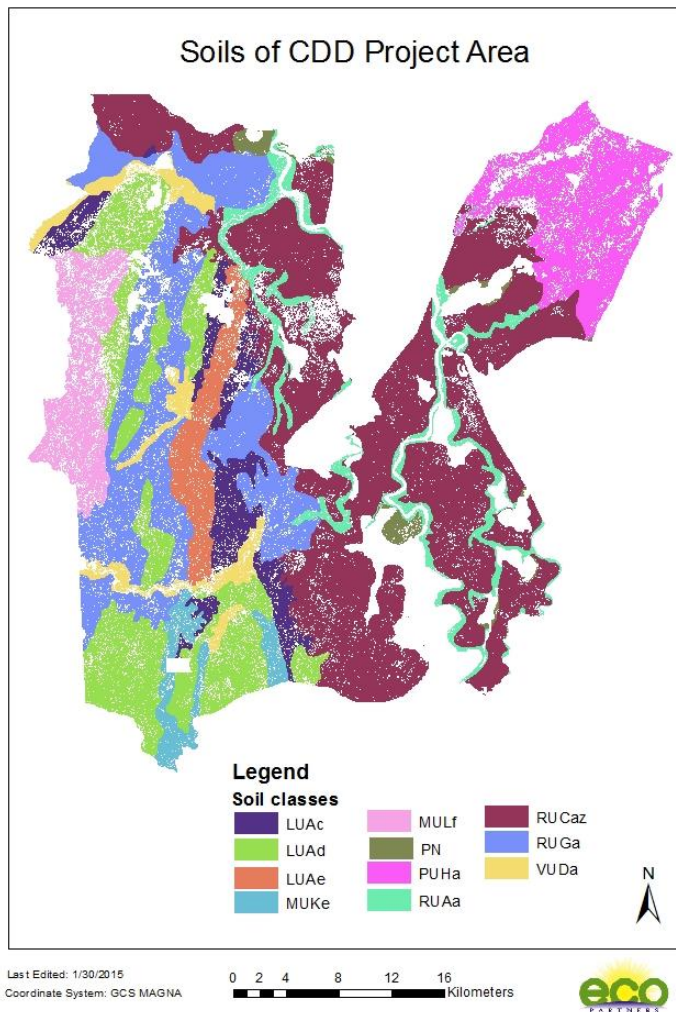 Soils of CDD Project Area
Legend
Soil classes
LUAc
LUAd
LUAe
MUKe
MULf
PN
PUHa
RUAa
RUCaz
RUGa
VUDa
N
Last Edited: 1/30/2015
Coordinate System: GCS MAGNA
0 2 4 8 12 16
Kilometers
eco
PARTNERS